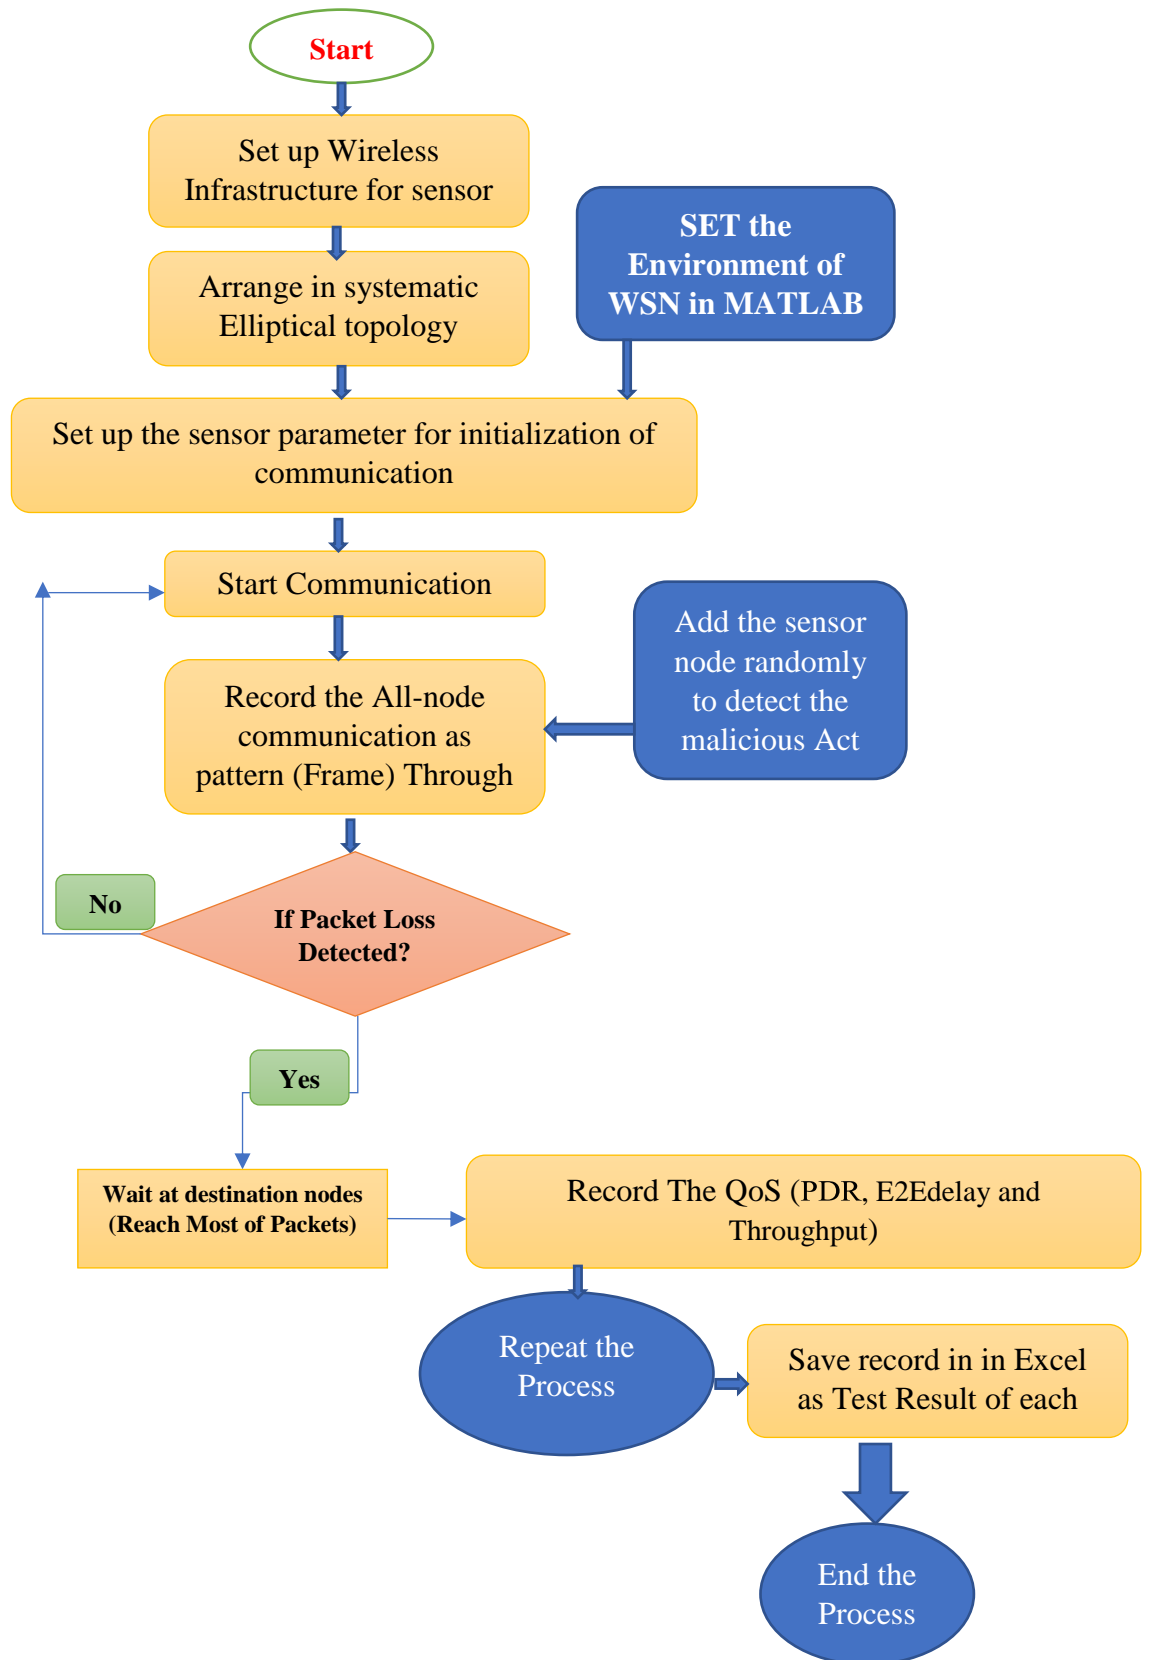 Start
Set up Wireless
Infrastructure for sensor
SET the
Environment of
WSN in MATLAB
Arrange in systematic
Elliptical topology
Set up the sensor parameter for initialization of
communication
Start Communication
Add the sensor
node randomly
to detect the
malicious Act
Record the All-node
communication as
pattern (Frame) Through
No
If Packet Loss
Detected?
Yes
Wait at destination nodes
(Reach Most of Packets)
Record The QoS (PDR, E2Edelay and
Throughput)
Repeat the
Process
Save record in in Excel
as Test Result of each
End the
Process